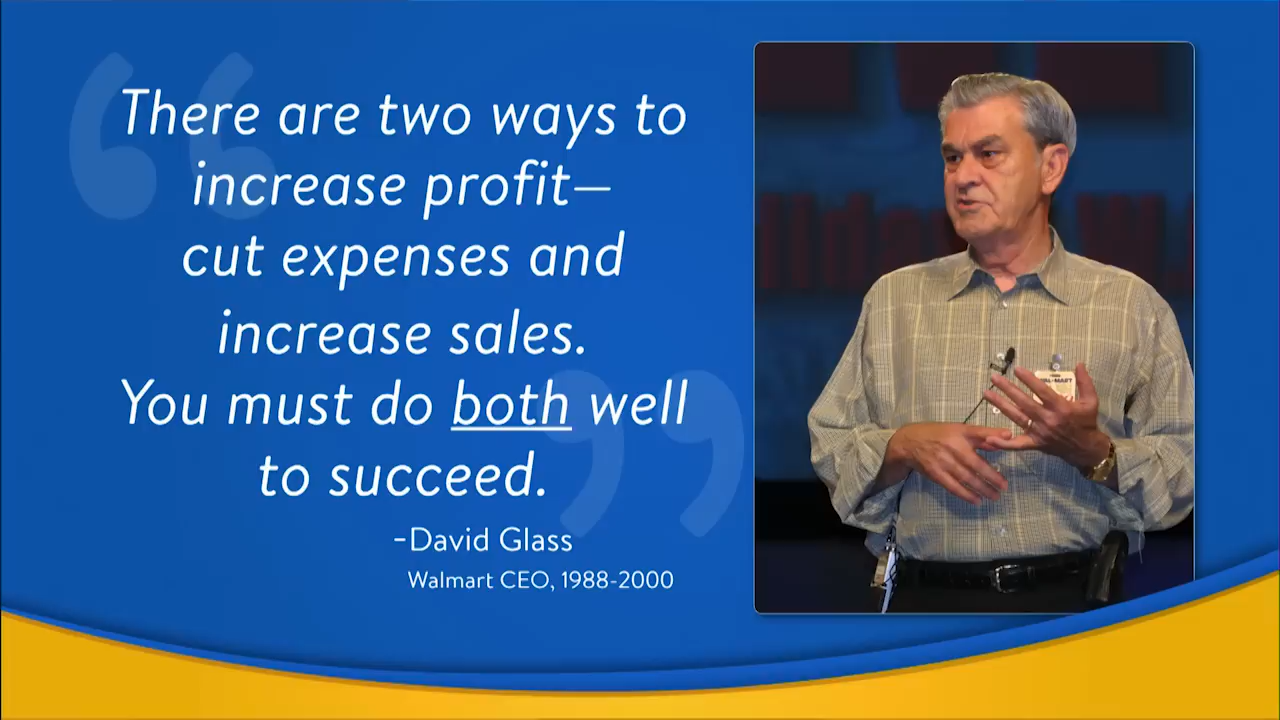 There are two ways to
increase profit—
cut expenses and
increase sales.
You must do both well
to succeed.
-David Glass
Walmart CEO, 1988-2000